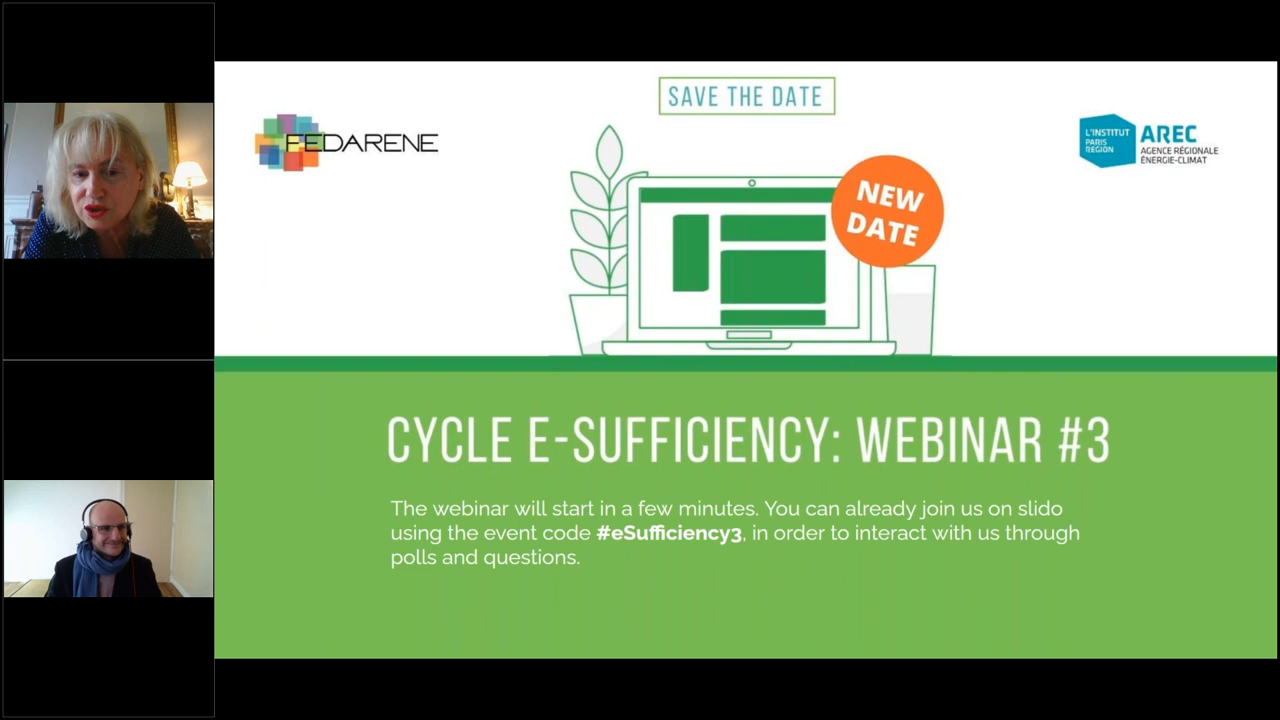 SAVE THE DATE
FEDARENE
L'INSTITUT
PARIS
REGION
AREC
AGENCE RÉGIONALE
ÉNERGIE-CLIMAT
NEW
DATE
CYCLE E-SUFFICIENCY: WEBINAR #3
The webinar will start in a few minutes. You can already join us on slido
using the event code #eSufficiency3, in order to interact with us through
polls and questions.